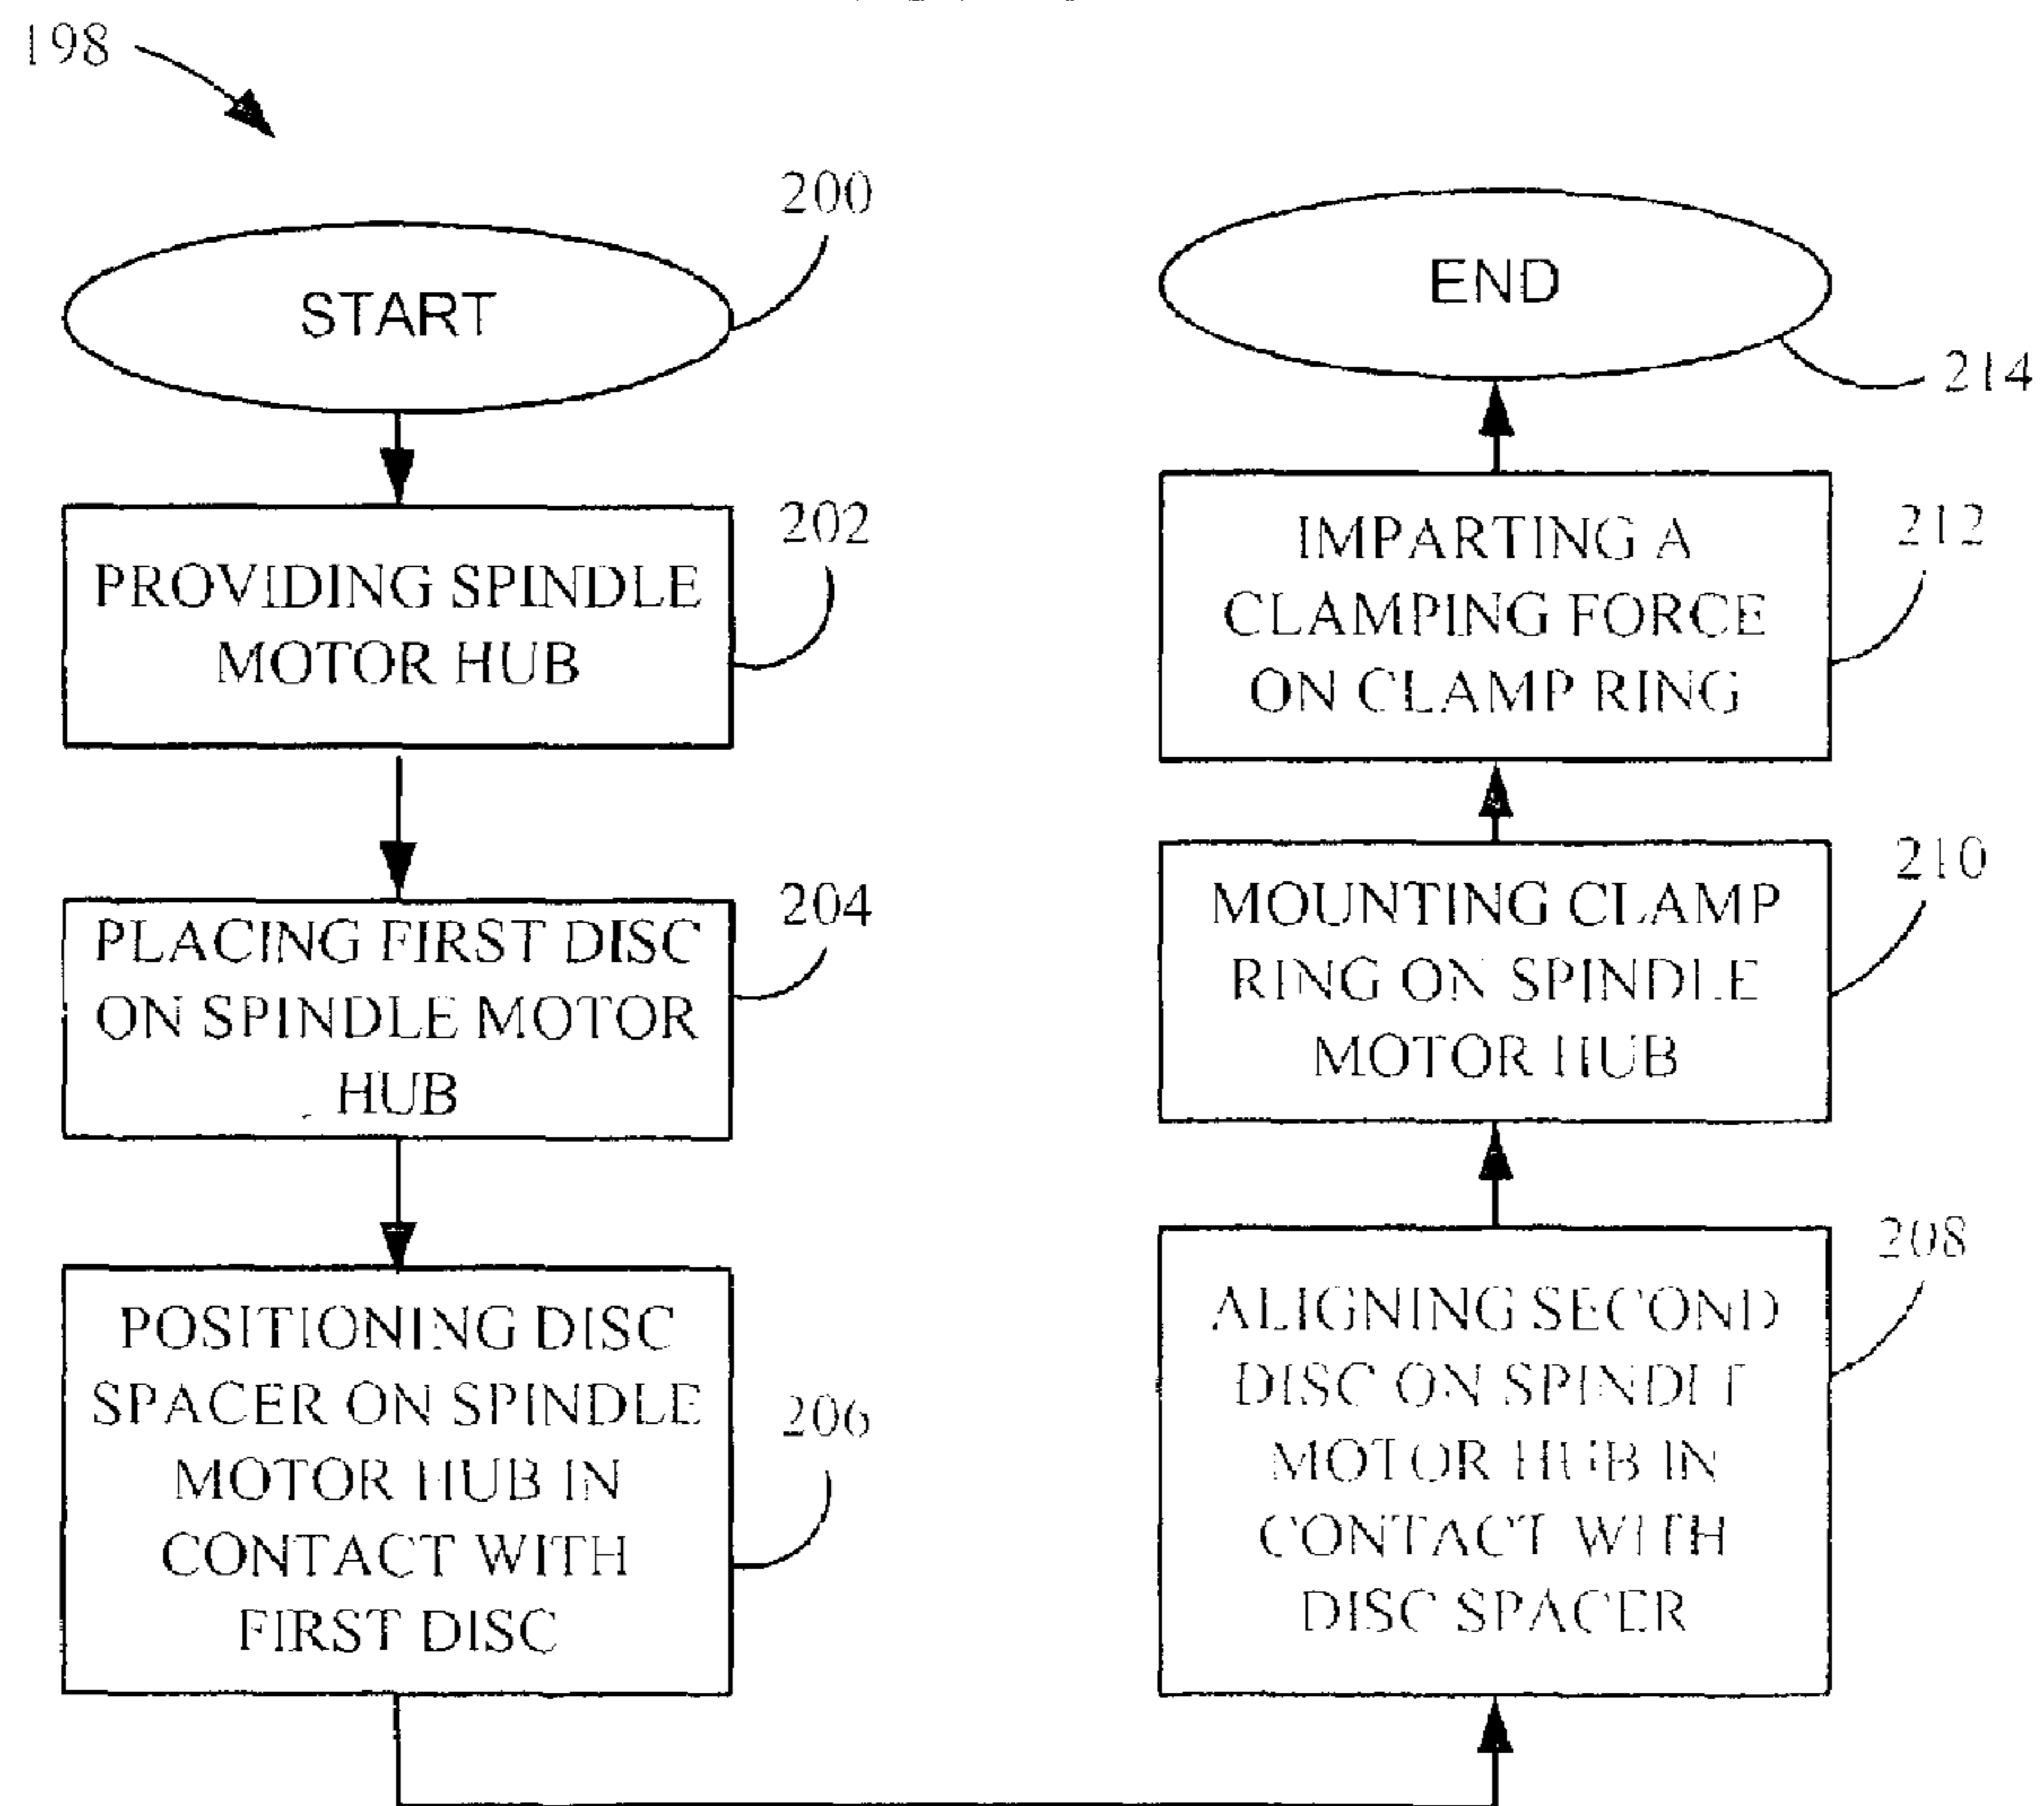 198
200
START
202
PROVIDING SPINDLE
MOTOR HUB
204
PLACING FIRST DISC
ON SPINDLE MOTOR
HUB
206
POSITIONING DISC
SPACER ON SPINDLE
MOTOR HUB IN
CONTACT WITH
FIRST DISC
208
ALIGNING SECOND
DISC ON SPINDLE
MOTOR HUB IN
CONTACT WITH
DISC SPACER
210
MOUNTING CLAMP
RING ON SPINDLE
MOTOR HUB
212
IMPARTING A
CLAMPING FORCE
ON CLAMP RING
END
214